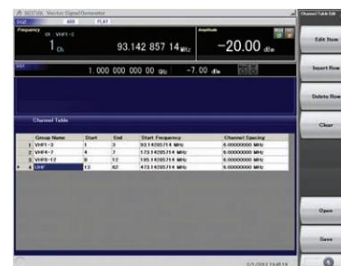 Vector Signal Generator
Channel Table Edit
Frequency
Amplitude
1 Ch
93.142 857 14 MHz
-20.00 dBm
1. 000 000 000 00 GHz
-7. 00 dBm
Edit Item
Insert Row
Delete Row
Clear
Channel Table
Group Name Start End Start Frequency Channel Spacing
1 VHF1-3 1 3 93.14285714 MHz 6.00000000 MHz
2 VHF4-7 4 7 173.14285714 MHz 6.00000000 MHz
3 VHF8-12 8 12 195.14285714 MHz 6.00000000 MHz
4 UHF 13 62 473.14285714 MHz 6.00000000 MHz
Open
Save